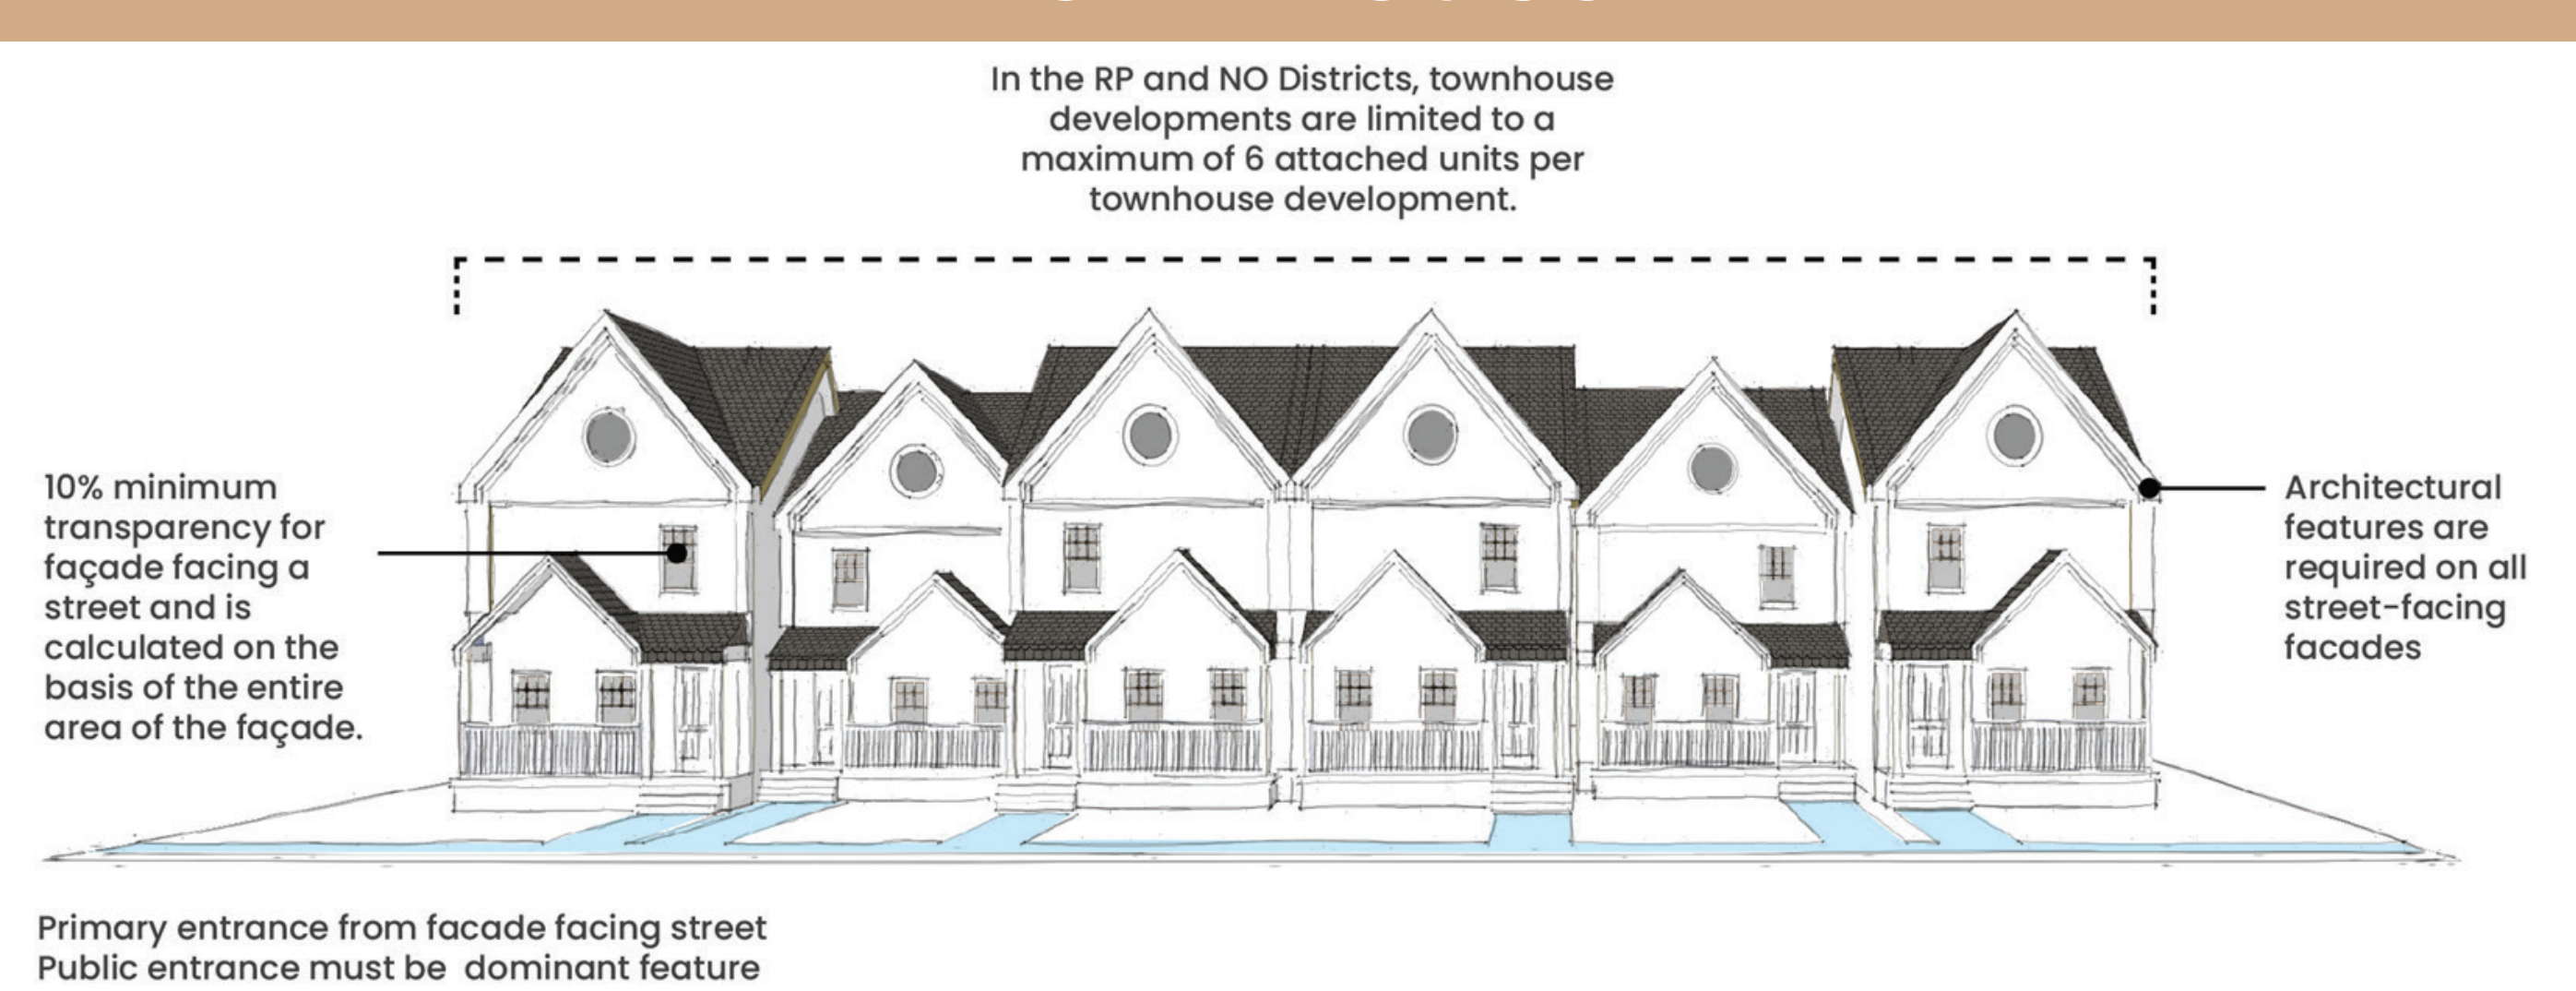 In the RP and NO Districts, townhouse
developments are limited to a
maximum of 6 attached units per
townhouse development.
10% minimum
transparency for
façade facing a
street and is
calculated on the
basis of the entire
area of the façade.
Architectural
features are
required on all
street-facing
facades
Primary entrance from facade facing street
Public entrance must be  dominant feature